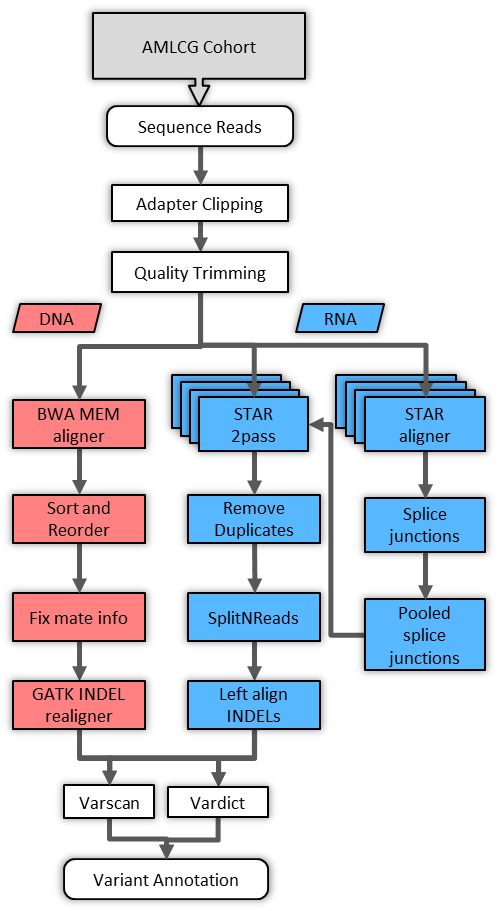 AMLCG Cohort
Sequence Reads
Adapter Clipping
Quality Trimming
DNA
RNA
BWA MEM
aligner
STAR
2pass
STAR
aligner
Sort and
Reorder
Remove
Duplicates
Splice
junctions
Fix mate info
SplitNReads
Pooled
splice
junctions
GATK INDEL
realigner
Left align
INDELs
Varscan
Vardict
Variant Annotation